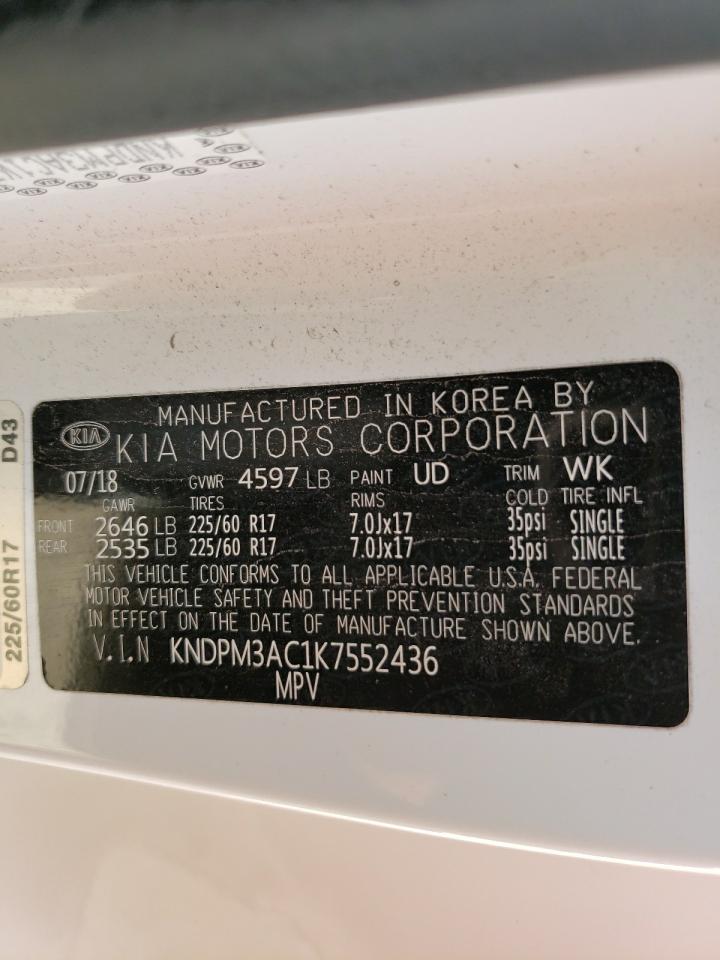 KNDPM3AC1K
MANUFACTURED IN KOREA BY
KIA KIA MOTORS CORPORATION
07/18 GVWR 4597 LB PAINT UD TRIM WK
GAWR TIRES RIMS COLD TIRE INFL
FRONT 2646 LB 225/60 R17 7.0Jx17 35psi SINGLE
REAR 2535 LB 225/60 R17 7.0Jx17 35psi SINGLE
THIS VEHICLE CONFORMS TO ALL APPLICABLE U.S.A. FEDERAL
MOTOR VEHICLE SAFETY AND THEFT PREVENTION STANDARDS
IN EFFECT ON THE DATE OF MANUFACTURE SHOWN ABOVE.
V.I.N KNDPM3AC1K7552436
MPV
225/60R17 D43